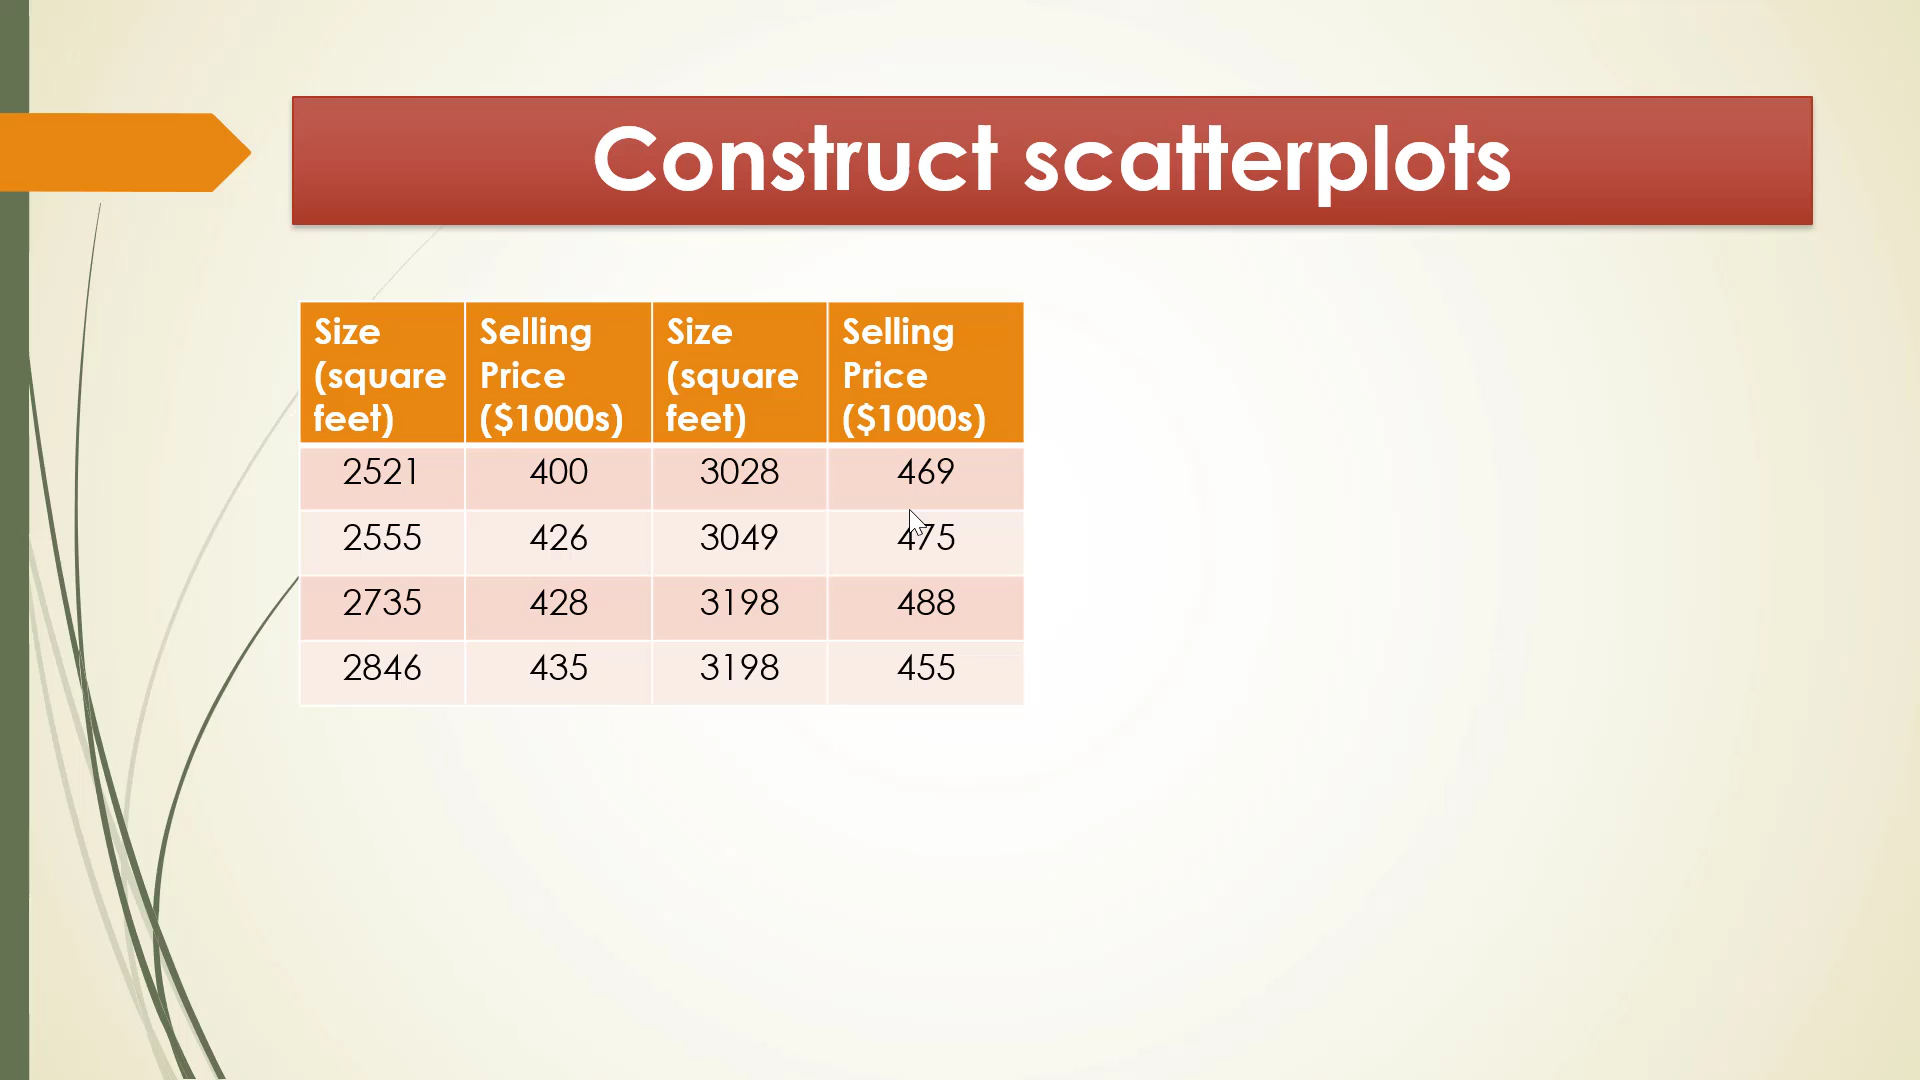 Construct scatterplots
Size (square feet) Selling Price ($1000s) Size (square feet) Selling Price ($1000s)
2521 400 3028 469
2555 426 3049 475
2735 428 3198 488
2846 435 3198 455